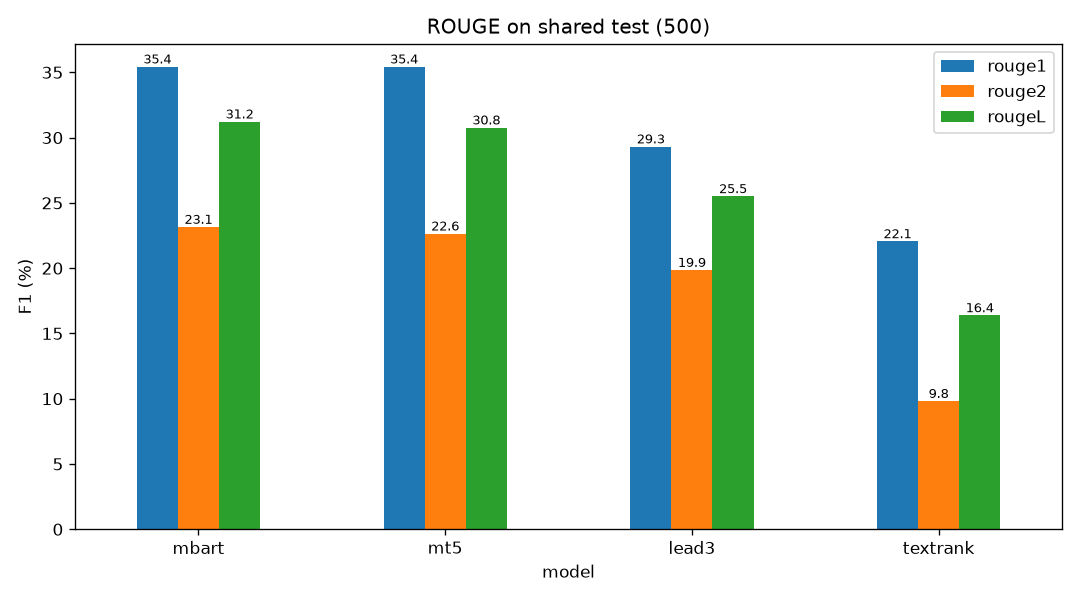 ROUGE on shared test (500)
rouge1
rouge2
rougeL
F1 (%)
35
30
25
20
15
10
5
0
35.4
23.1
31.2
35.4
22.6
30.8
29.3
19.9
25.5
22.1
9.8
16.4
mbart
mt5
lead3
textrank
model